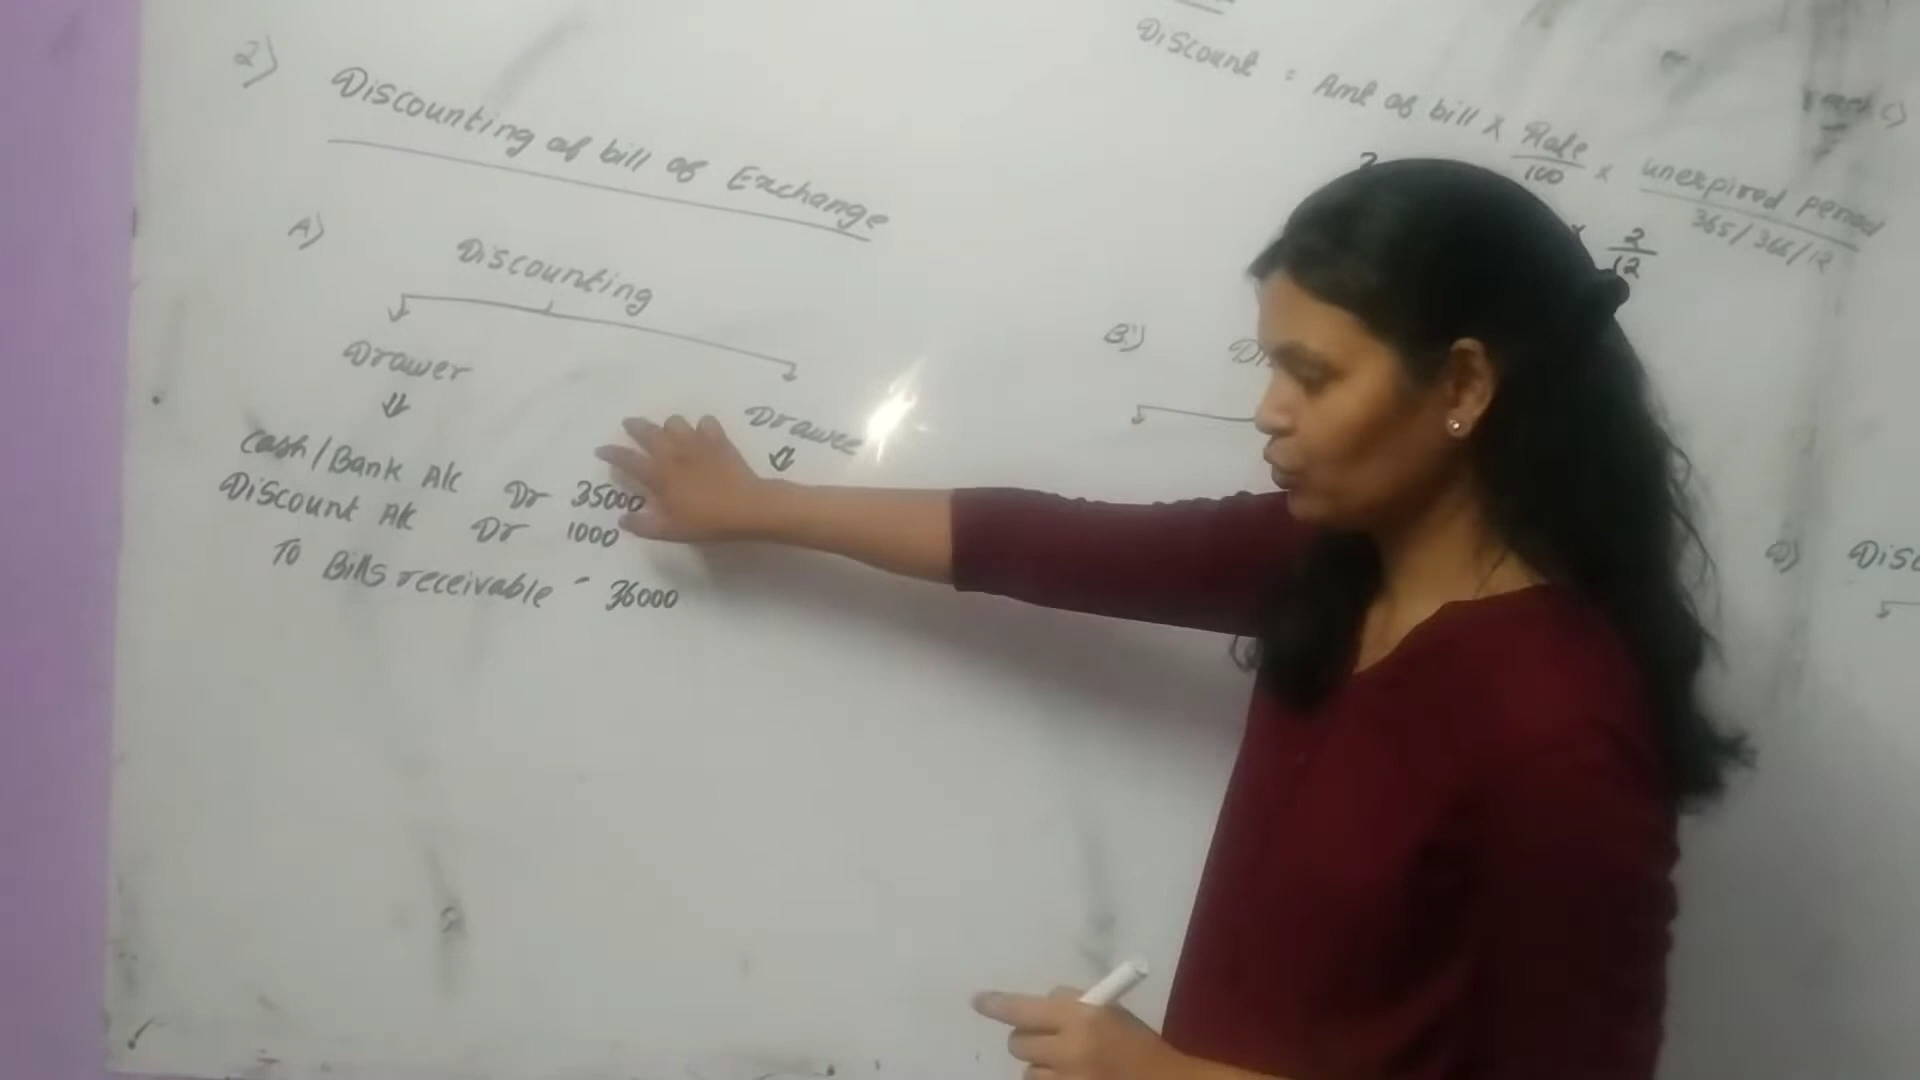 2) Discounting of bill of Exchange
A) Discounting
Drawer
Drawee
Cash/Bank A/c Dr 35000
Discount A/c Dr 1000
To Bills receivable - 36000
Discount = Amt of bill x Rate/100 x unexpired period/365/366/12
x 2/12
B)
D) Disc